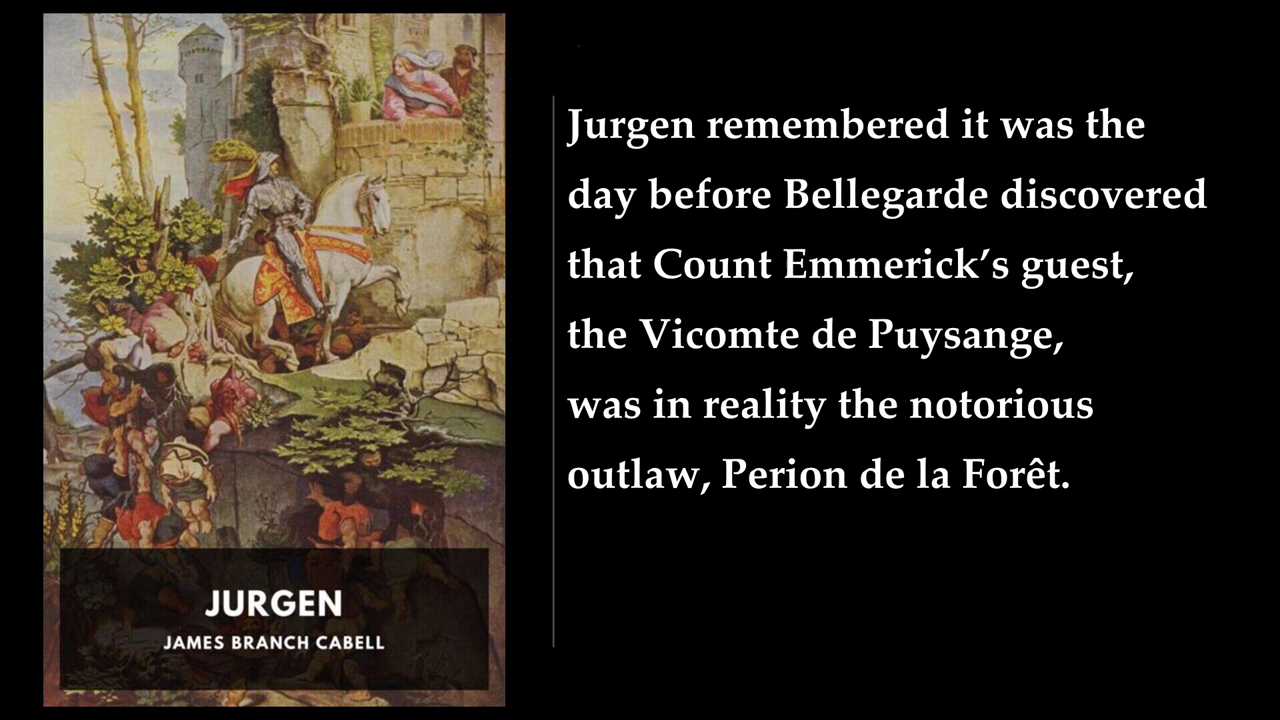 JURGEN
JAMES BRANCH CABELL
Jurgen remembered it was the
day before Bellegarde discovered
that Count Emmerick’s guest,
the Vicomte de Puysange,
was in reality the notorious
outlaw, Perion de la Forêt.